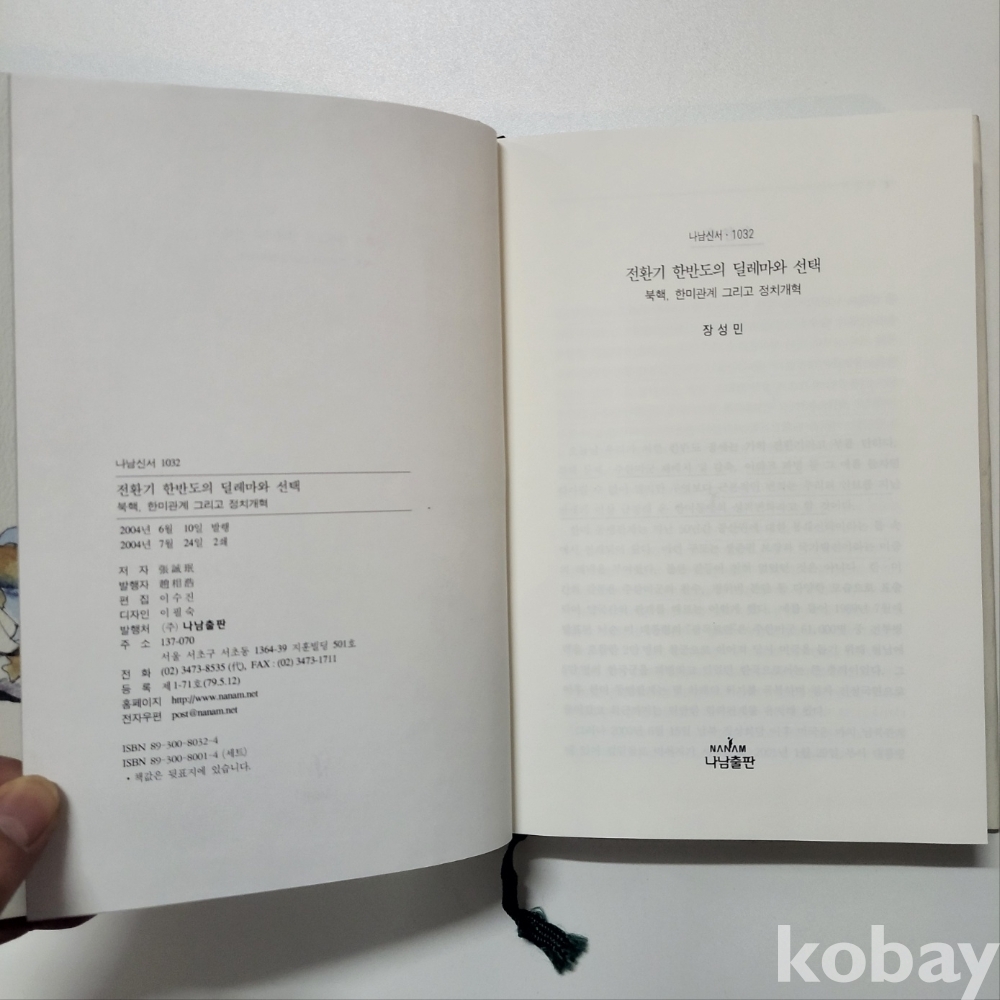 나남신서 1032
전환기 한반도의 딜레마와 선택
북핵, 한미관계 그리고 정치개혁
2004년 6월 10일 발행
2004년 7월 24일 2쇄
저 자 張誠珉
발행자 趙相浩
편 집 이수진
디자인 이필숙
발행처 (주) 나남출판
주 소 137-070
서울 서초구 서초동 1364-39 지훈빌딩 501호
전 화 (02) 3473-8535 (代), FAX : (02) 3473-1711
등 록 제1-71호(79.5.12)
홈페이지 http://www.nanam.net
전자우편 post@nanam.net
ISBN 89-300-8032-4
ISBN 89-300-8001-4 (세트)
• 책값은 뒷표지에 있습니다.
나남신서 · 1032
전환기 한반도의 딜레마와 선택
북핵, 한미관계 그리고 정치개혁
장 성 민
NANAM
나남출판
kobay